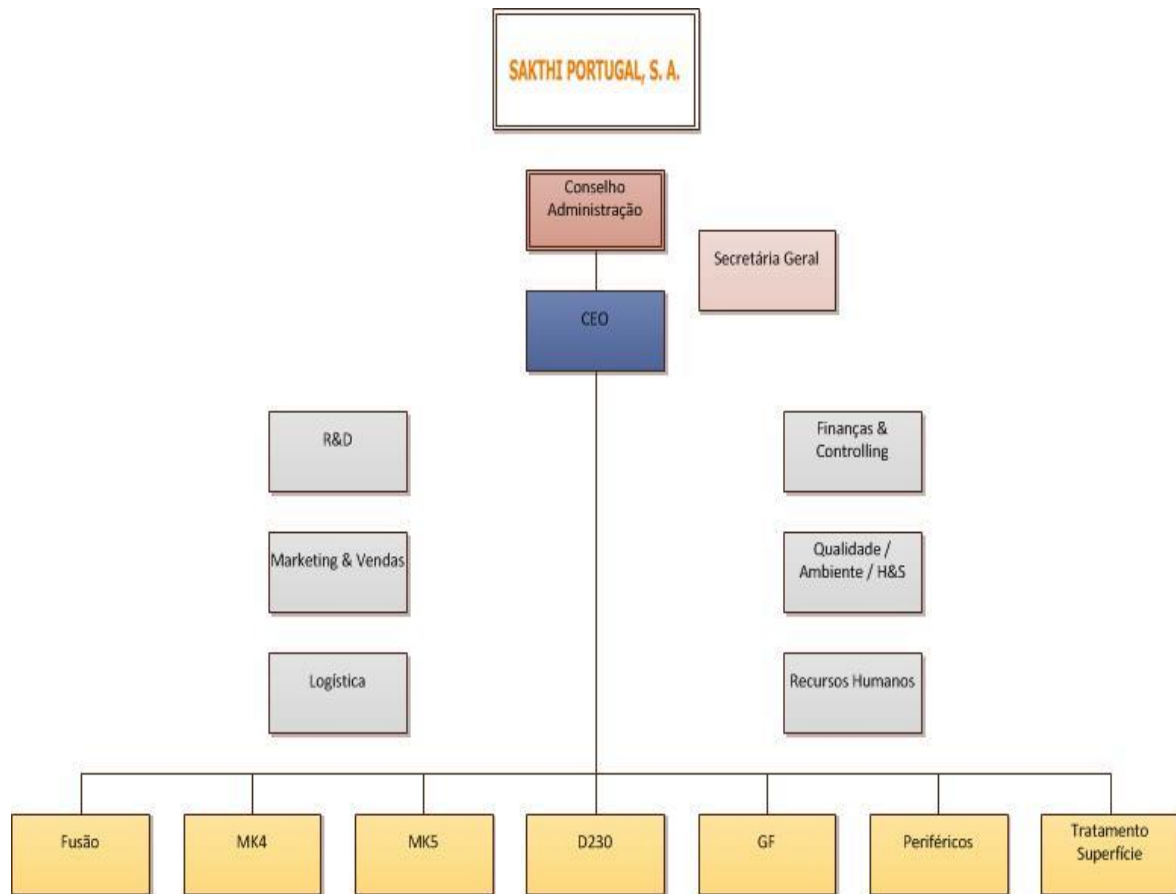 SAKTHI PORTUGAL, S. A.
Conselho
Administração
Secretária Geral
CEO
R&D
Finanças &
Controlling
Marketing & Vendas
Qualidade /
Ambiente / H&S
Logística
Recursos Humanos
Fusão
MK4
MK5
D230
GF
Periféricos
Tratamento
Superfície